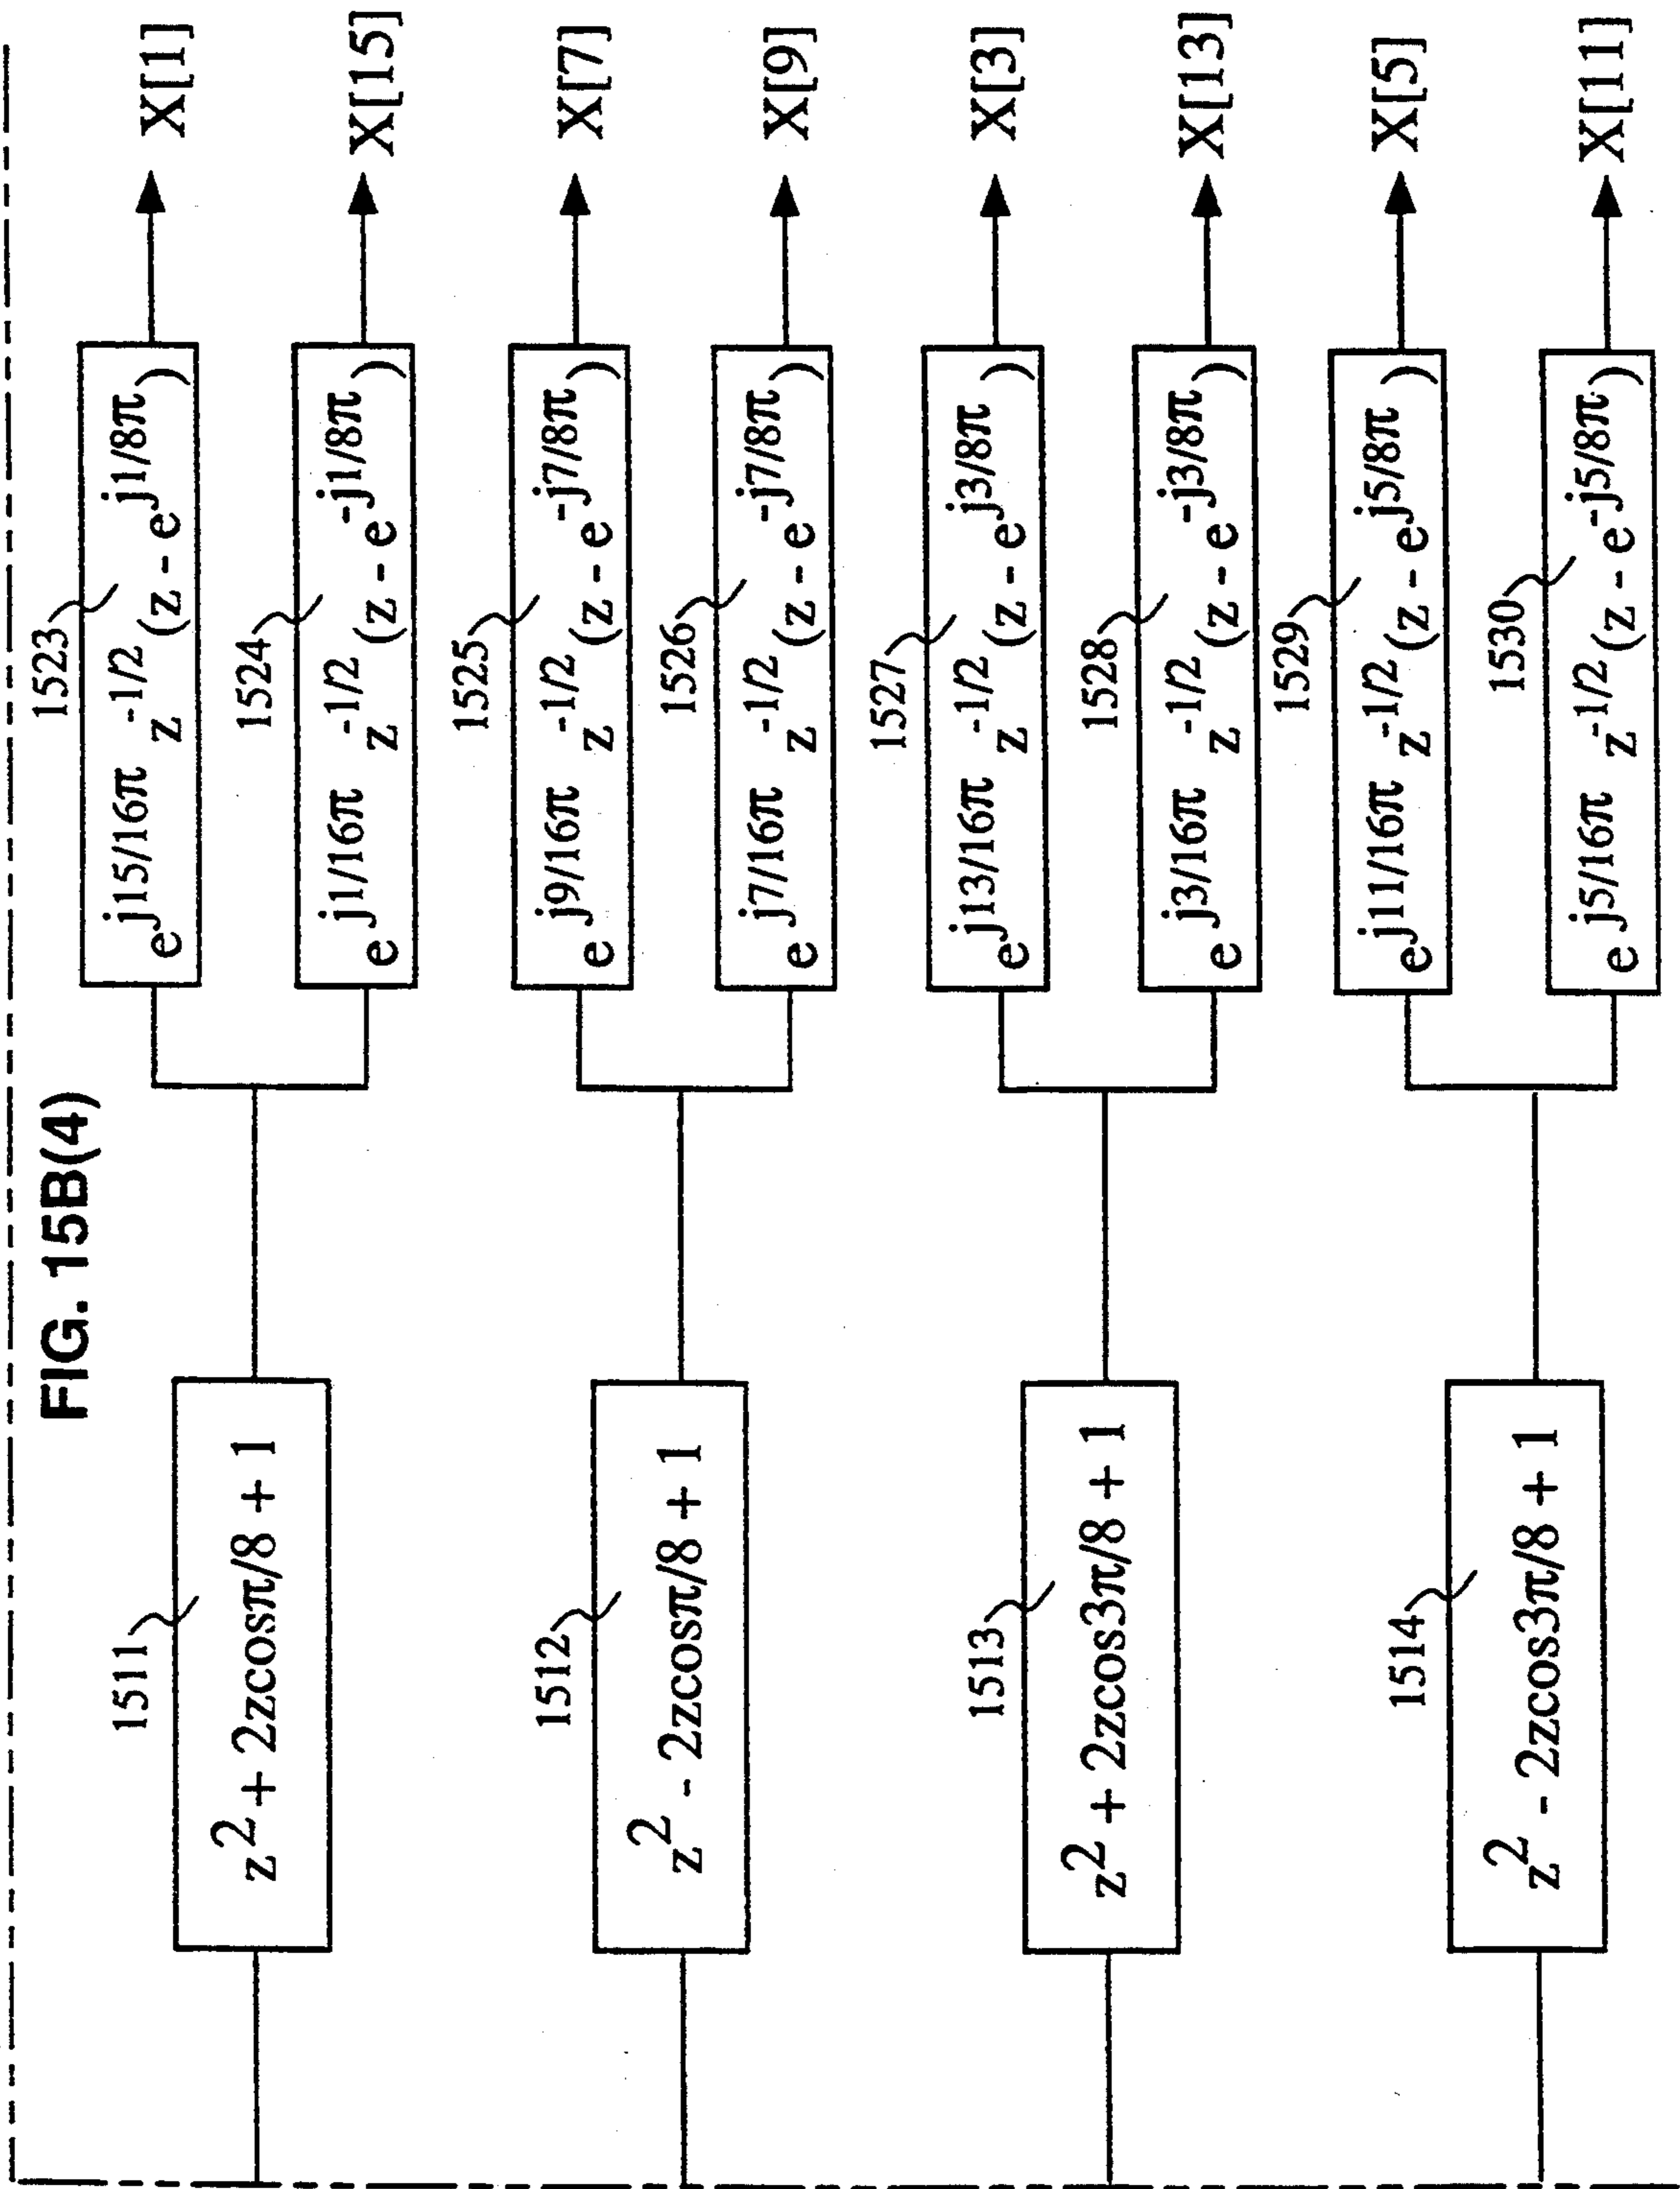 FIG. 15B(4)
1511
z² + 2zcosπ/8 + 1
1523
e^j15/16π z^-1/2 (z - e^j1/8π)
X[1]
1524
e^j1/16π z^-1/2 (z - e^-j1/8π)
X[15]
1512
z² - 2zcosπ/8 + 1
1525
e^j9/16π z^-1/2 (z - e^-j7/8π)
X[7]
1526
e^j7/16π z^-1/2 (z - e^-j7/8π)
X[9]
1513
z² + 2zcos3π/8 + 1
1527
e^j13/16π z^-1/2 (z - e^j3/8π)
X[3]
1528
e^j3/16π z^-1/2 (z - e^-j3/8π)
X[13]
1514
z² - 2zcos3π/8 + 1
1529
e^j11/16π z^-1/2 (z - e^j5/8π)
X[5]
1530
e^j5/16π z^-1/2 (z - e^-j5/8π)
X[11]